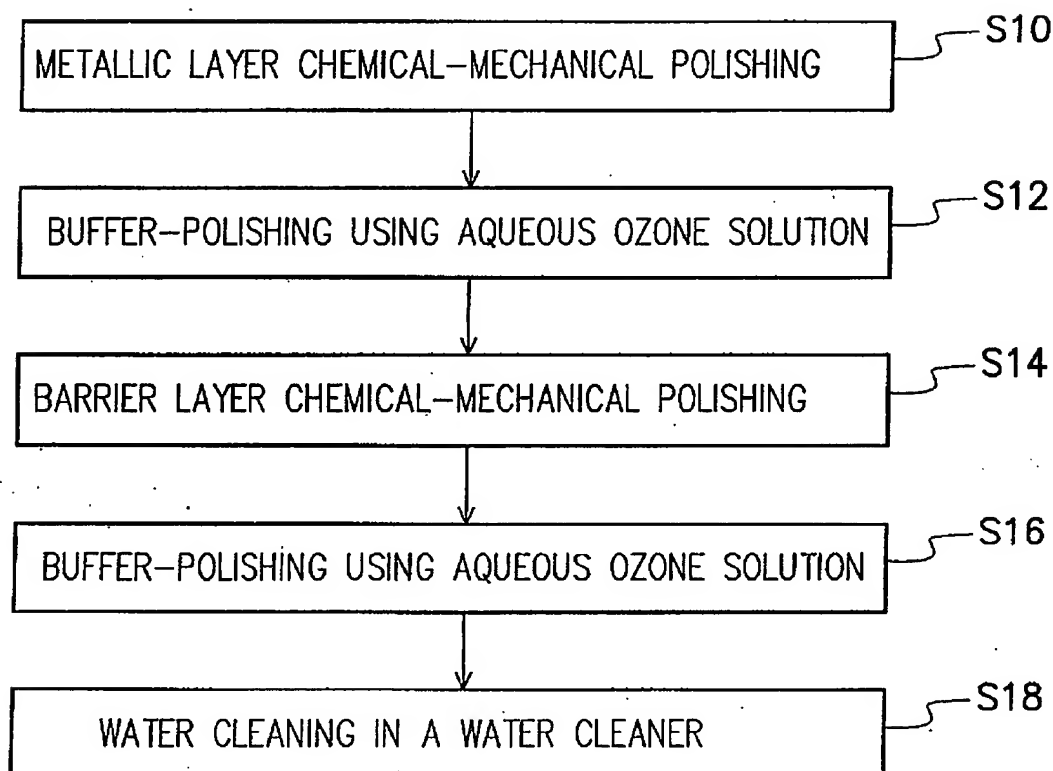 S10
METALLIC LAYER CHEMICAL-MECHANICAL POLISHING
S12
BUFFER-POLISHING USING AQUEOUS OZONE SOLUTION
S14
BARRIER LAYER CHEMICAL-MECHANICAL POLISHING
S16
BUFFER-POLISHING USING AQUEOUS OZONE SOLUTION
S18
WATER CLEANING IN A WATER CLEANER